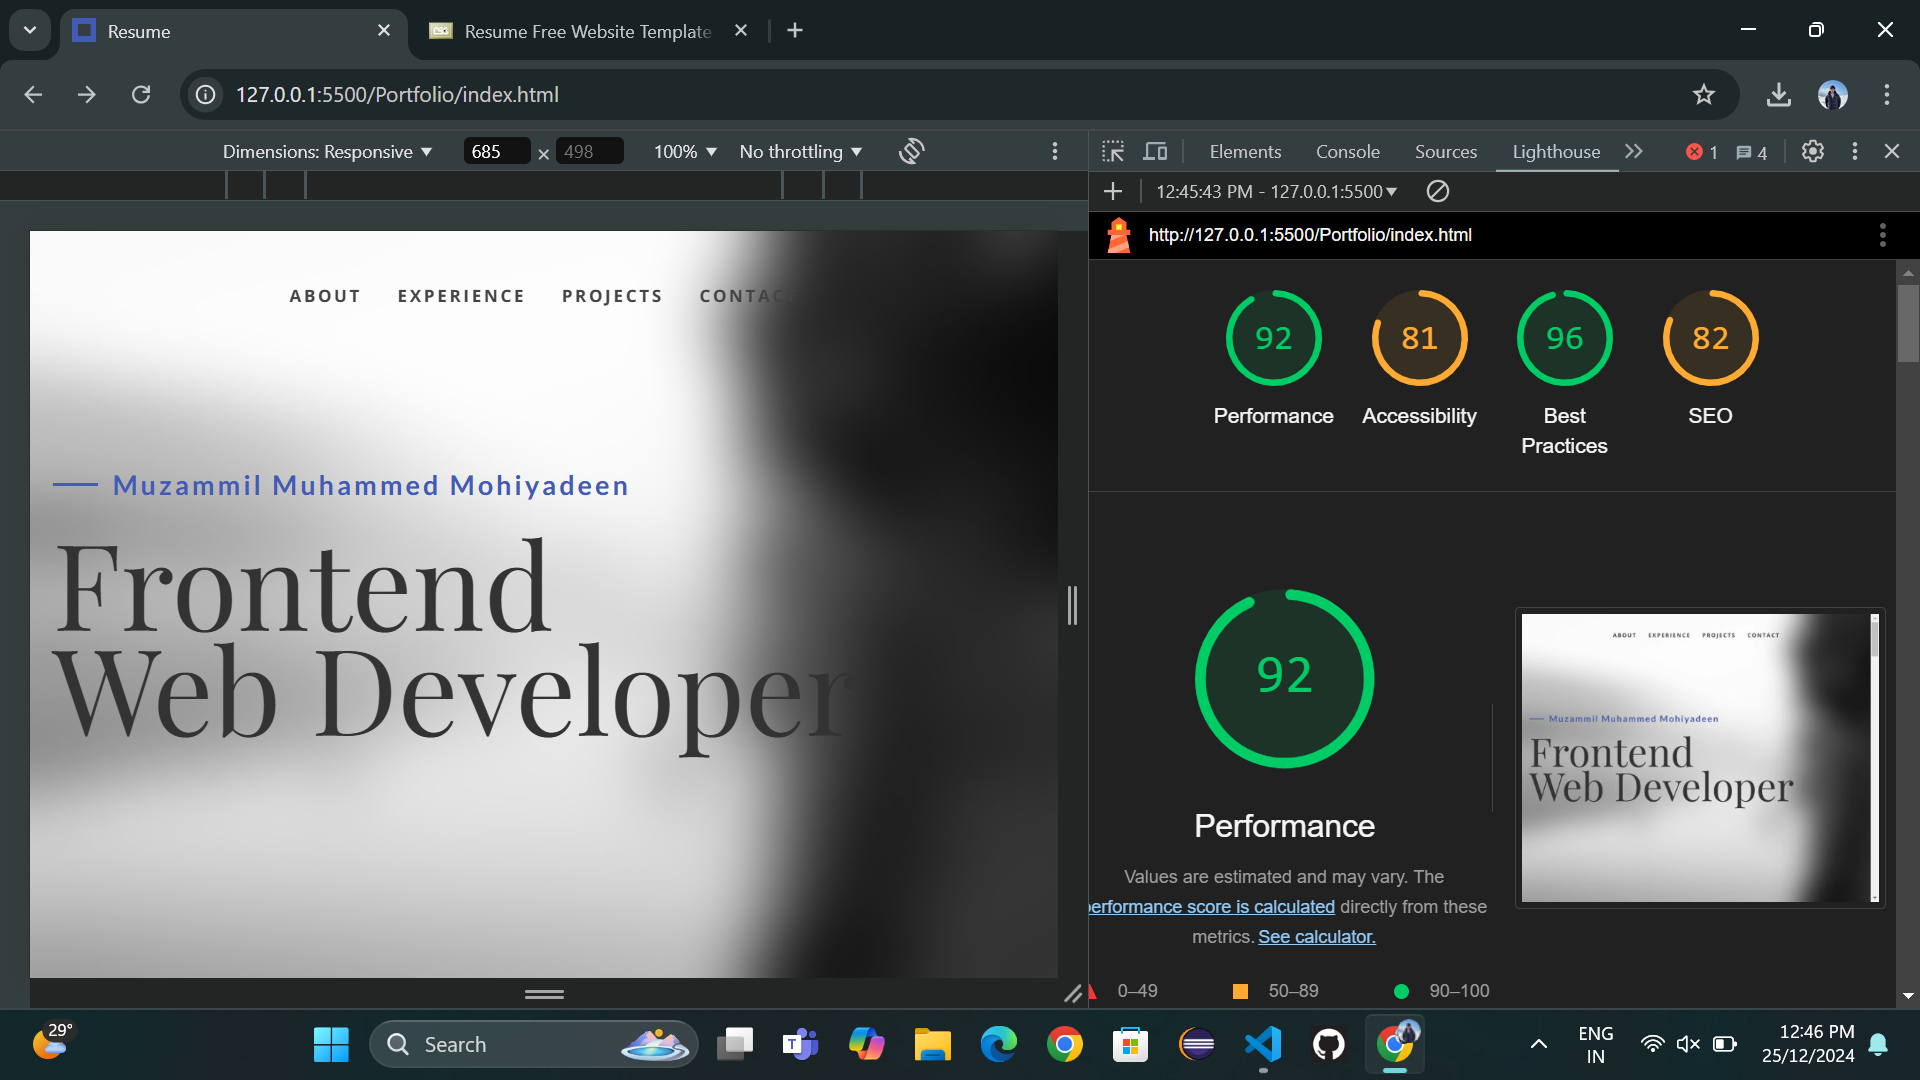 Resume
Resume Free Website Template
127.0.0.1:5500/Portfolio/index.html
Dimensions: Responsive
685
×
498
100%
No throttling
Elements
Console
Sources
Lighthouse
1
4
12:45:43 PM - 127.0.0.1:5500
http://127.0.0.1:5500/Portfolio/index.html
ABOUT
EXPERIENCE
PROJECTS
CONTACT
Muzammil Muhammed Mohiyadeen
Frontend
Web Developer
92
81
96
82
Performance
Accessibility
Best
Practices
SEO
92
Performance
Values are estimated and may vary. The
performance score is calculated directly from these
metrics. See calculator.
ABOUT
EXPERIENCE
PROJECTS
CONTACT
Muzammil Muhammed Mohiyadeen
Frontend
Web Developer
0–49
50–89
90–100
29°
Search
ENG
IN
12:46 PM
25/12/2024